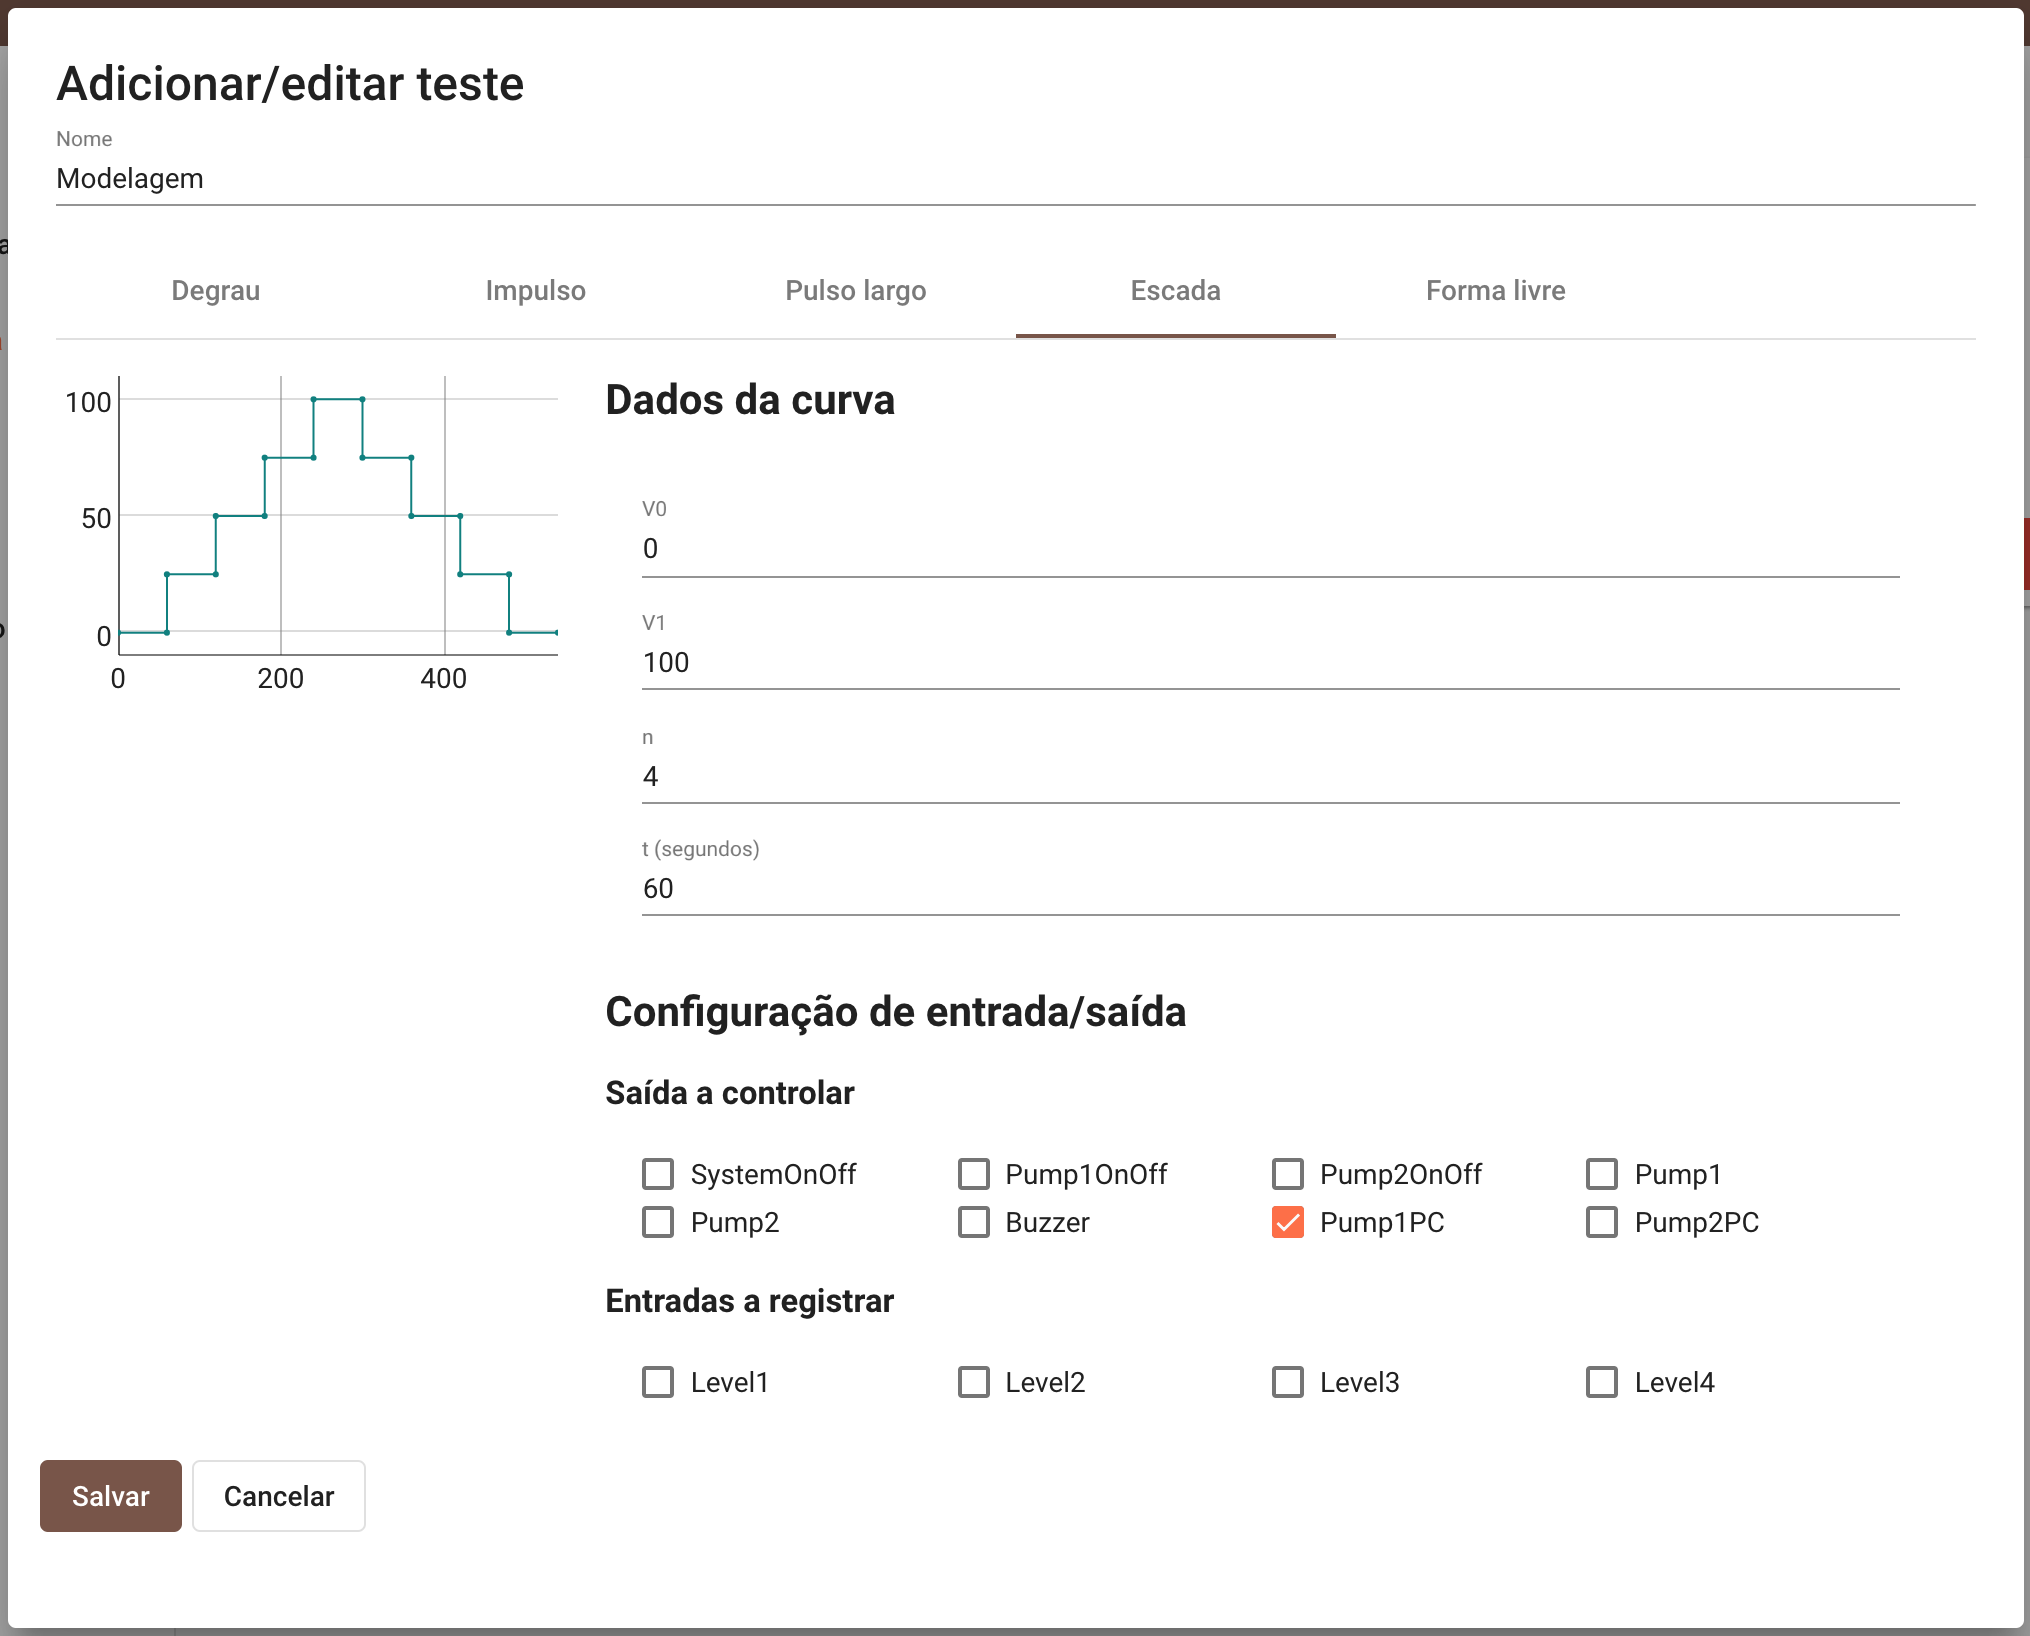 Adicionar/editar teste
Nome
Modelagem
Degrau Impulso Pulso largo Escada Forma livre
100
50
0
0 200 400
Dados da curva
V0
0
V1
100
n
4
t (segundos)
60
Configuração de entrada/saída
Saída a controlar
SystemOnOff Pump1OnOff Pump2OnOff Pump1
Pump2 Buzzer Pump1PC Pump2PC
Entradas a registrar
Level1 Level2 Level3 Level4
Salvar Cancelar